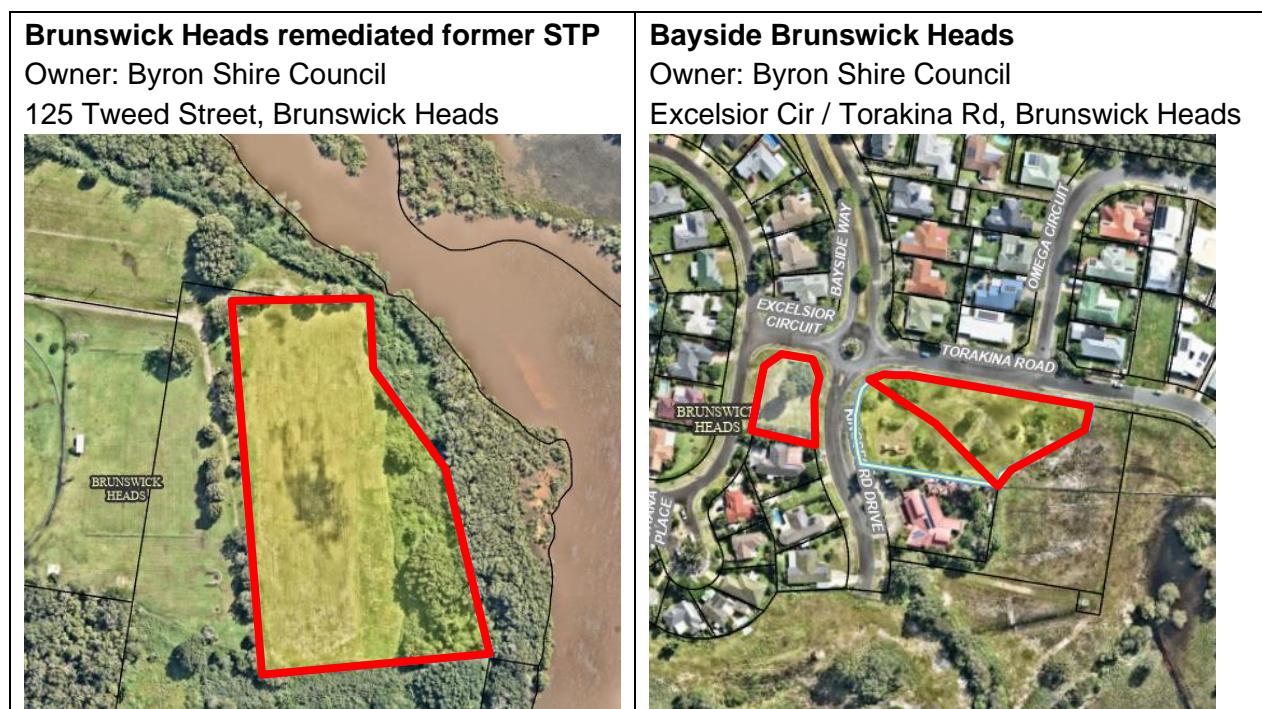 Brunswick Heads remediated former STP
Owner: Byron Shire Council
125 Tweed Street, Brunswick Heads
BRUNSWICK
HEADS
Bayside Brunswick Heads
Owner: Byron Shire Council
Excelsior Cir / Torakina Rd, Brunswick Heads
BAYSIDE WAY
OMEGA CIRCUIT
EXCELSIOR
CIRCUIT
TORAKINA ROAD
BRUNSWICK
HEADS
DRIVE
PLACE